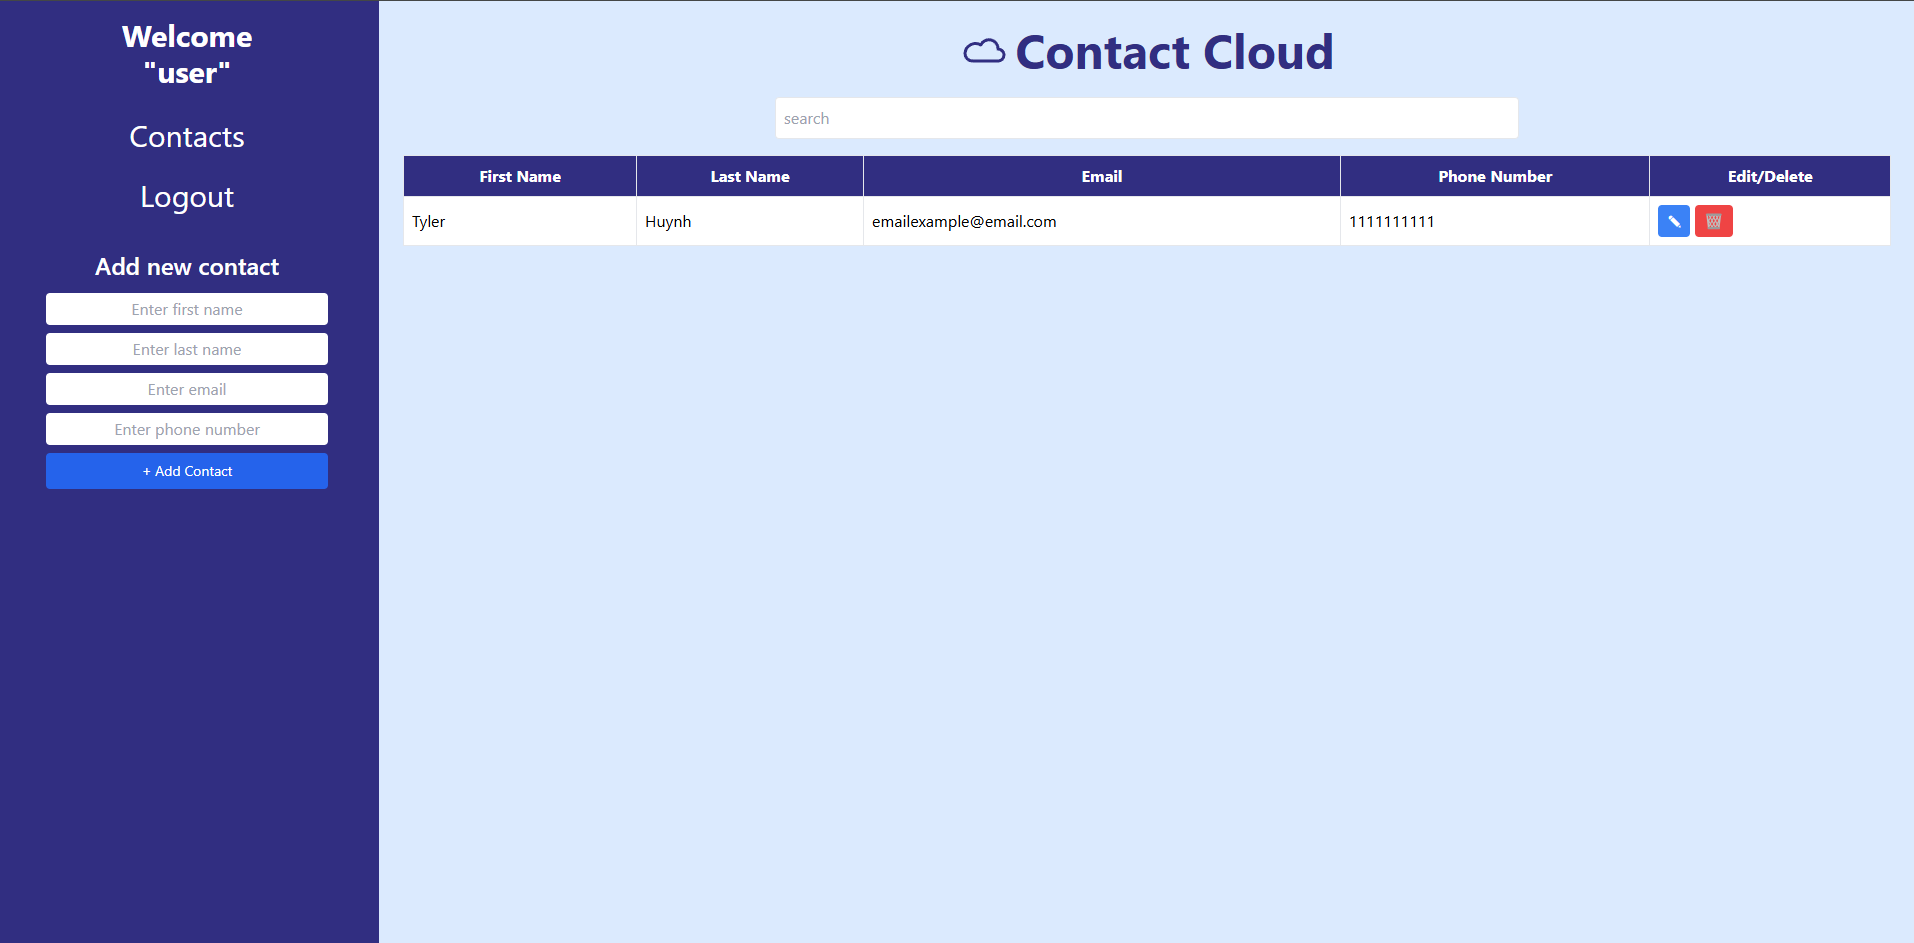 Welcome
"user"
Contacts
Logout
Add new contact
Enter first name
Enter last name
Enter email
Enter phone number
+ Add Contact
Contact Cloud
search
First Name Last Name Email Phone Number Edit/Delete
Tyler Huynh emailexample@email.com 1111111111